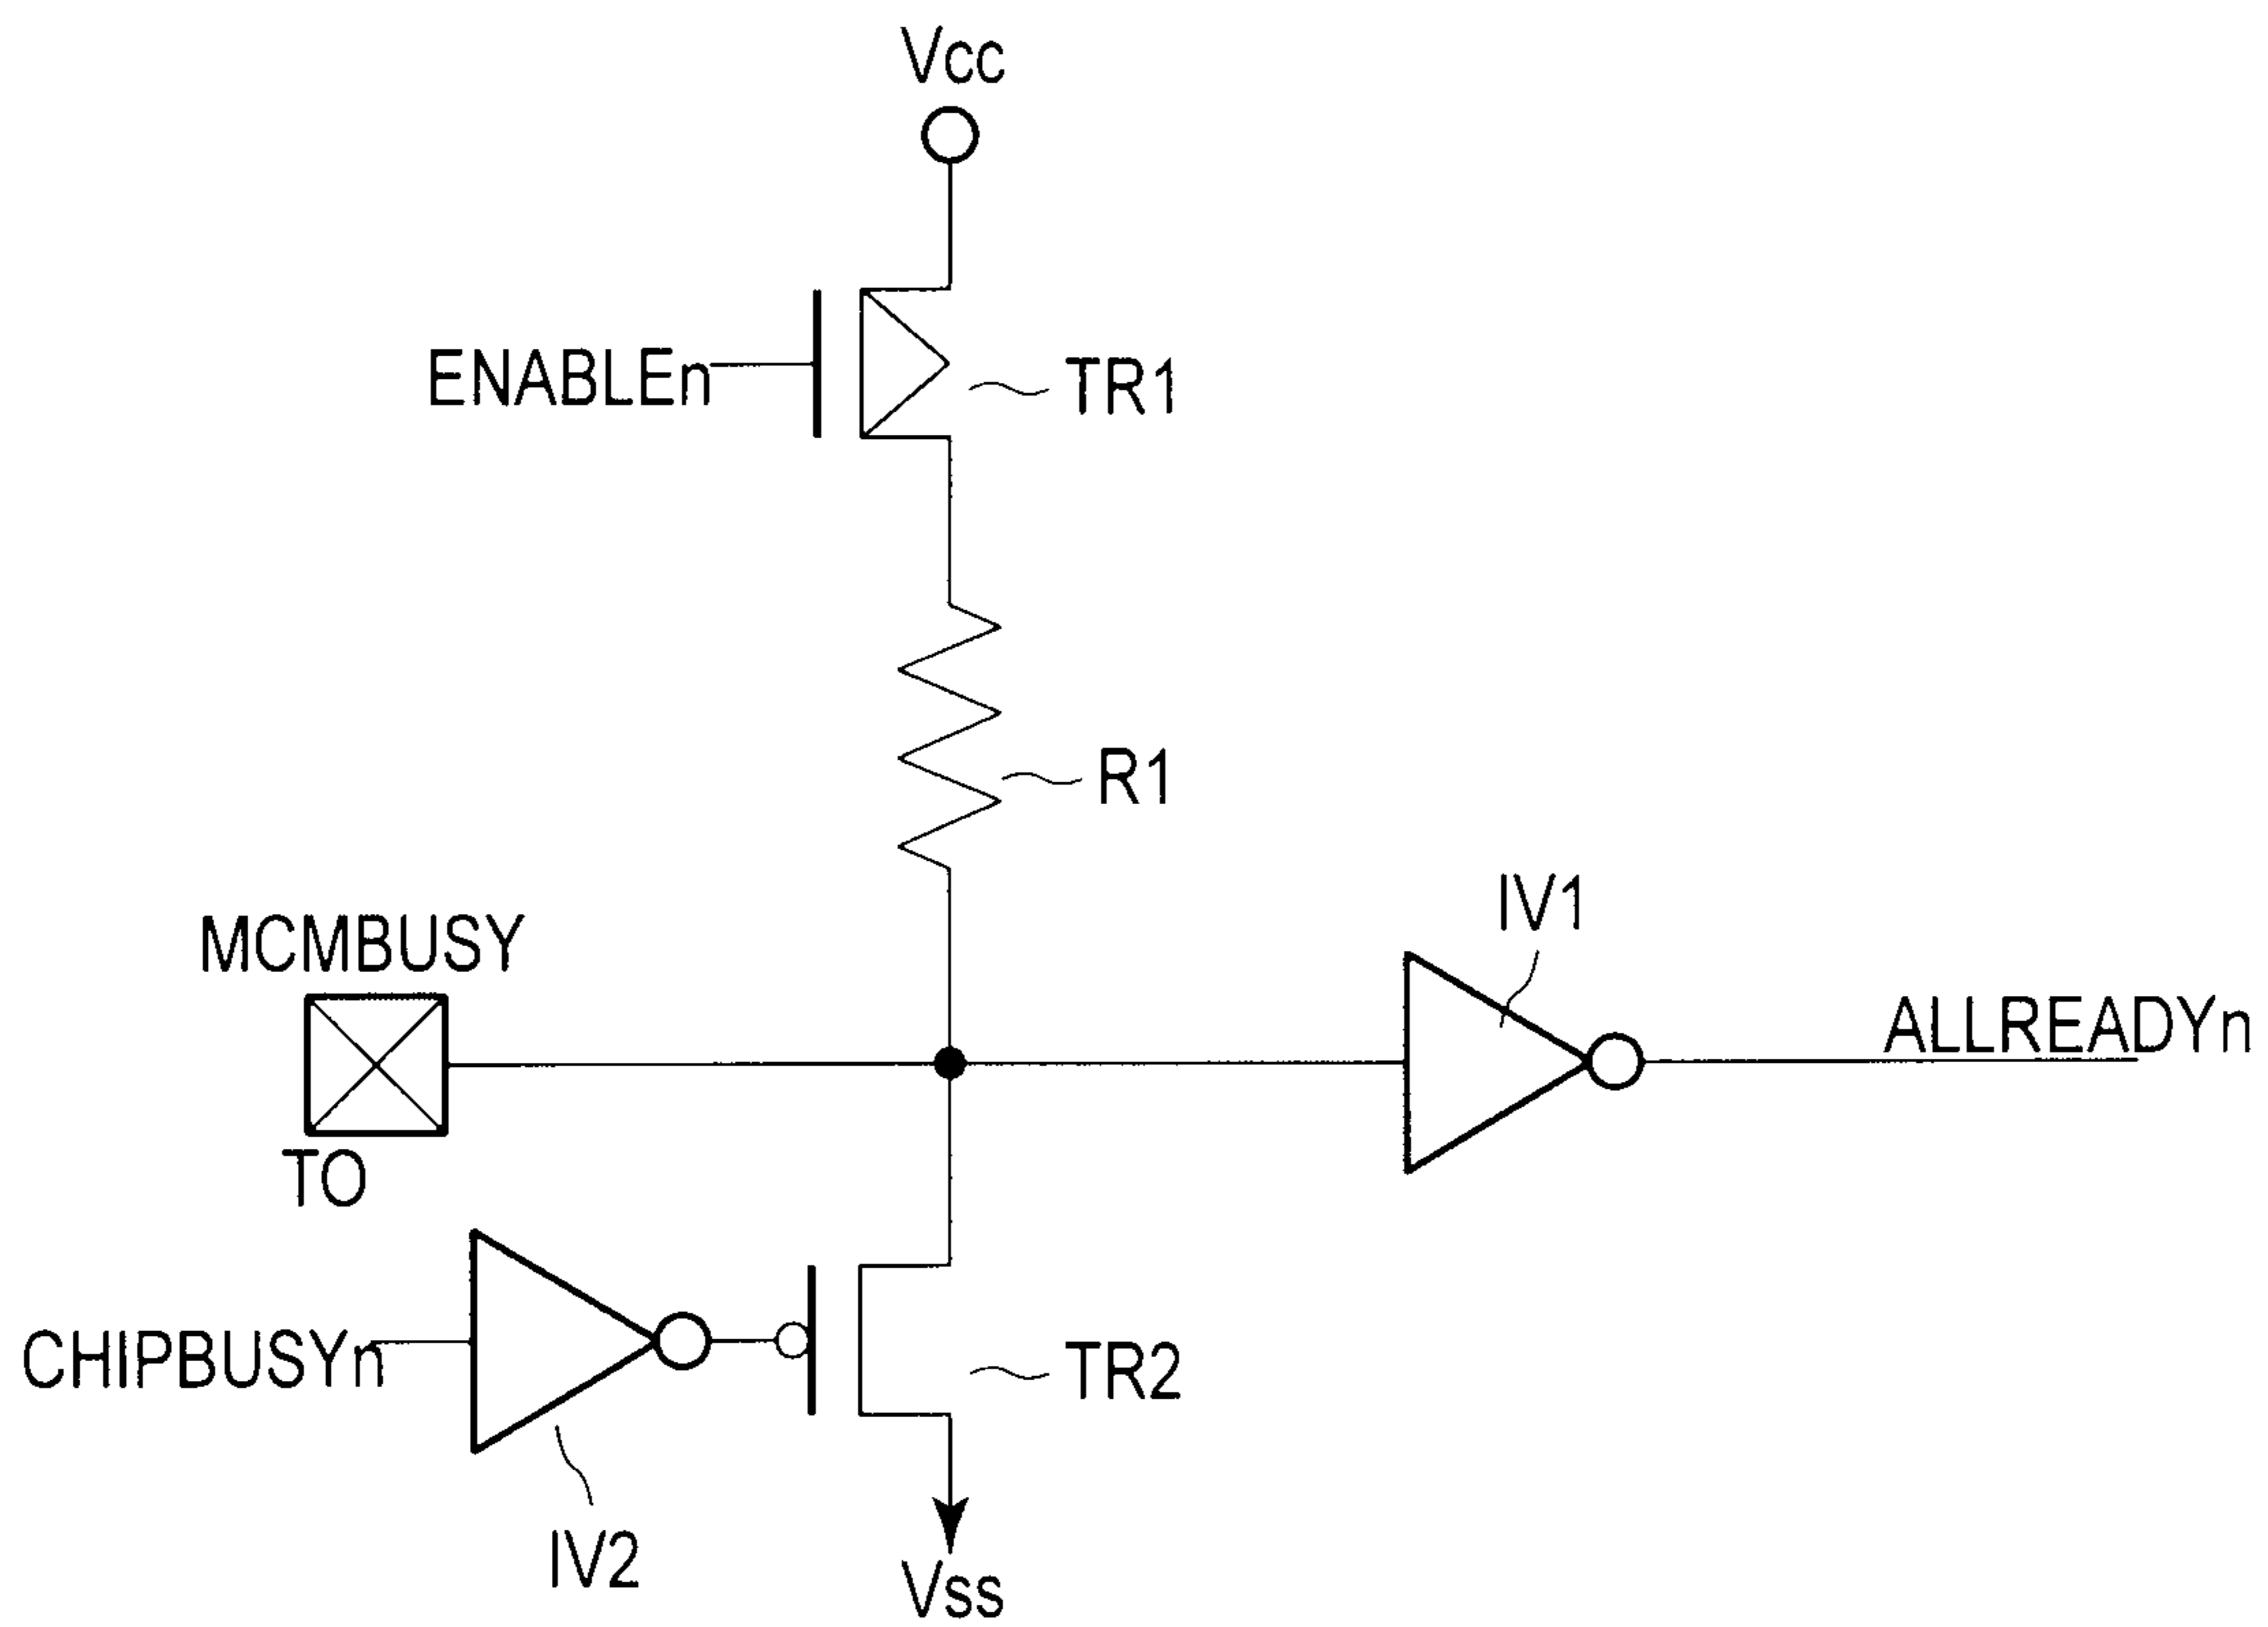 Vcc
ENABLEn
TR1
R1
MCMBUSY
IV1
ALLREADYn
TO
CHIPBUSYn
TR2
IV2
Vss